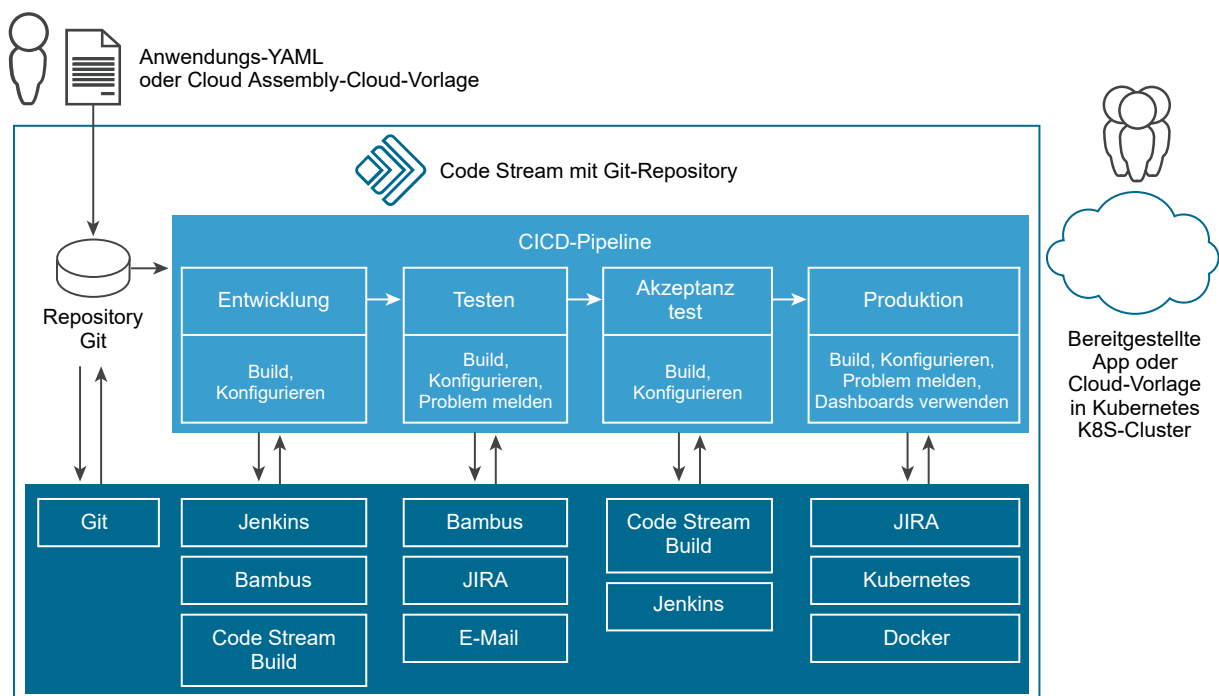 Anwendungs-YAML
oder Cloud Assembly-Cloud-Vorlage
Code Stream mit Git-Repository
CICD-Pipeline
Repository
Git
Entwicklung
Build,
Konfigurieren
Testen
Build,
Konfigurieren,
Problem melden
Akzeptanz
test
Build,
Konfigurieren
Produktion
Build, Konfigurieren,
Problem melden,
Dashboards verwenden
Bereitgestellte
App oder
Cloud-Vorlage
in Kubernetes
K8S-Cluster
Git
Jenkins
Bambus
Code Stream
Build
Bambus
JIRA
E-Mail
Code Stream
Build
Jenkins
JIRA
Kubernetes
Docker